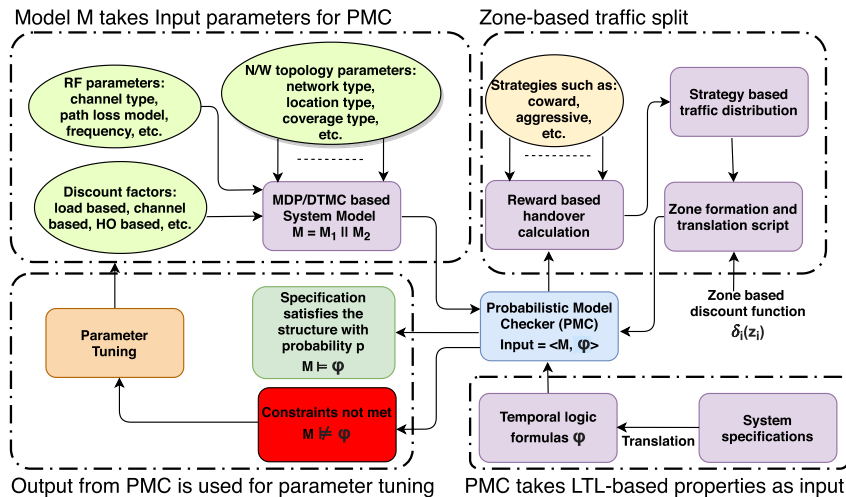 Model M takes Input parameters for PMC
Zone-based traffic split
RF parameters:
channel type,
path loss model,
frequency, etc.
N/W topology parameters:
network type,
location type,
coverage type,
etc.
Discount factors:
load based, channel
based, HO based, etc.
MDP/DTMC based
System Model
M = M₁ || M₂
Strategies such as:
coward,
aggressive,
etc.
Strategy based
traffic distribution
Reward based
handover
calculation
Zone formation and
translation script
Zone based
discount function
δᵢ(zᵢ)
Parameter
Tuning
Specification
satisfies the
structure with
probability p
M ⊨ φ
Probabilistic Model
Checker (PMC)
Input = <M, φ>
Constraints not met
M ⊭ φ
Temporal logic
formulas φ
Translation
System
specifications
Output from PMC is used for parameter tuning
PMC takes LTL-based properties as input